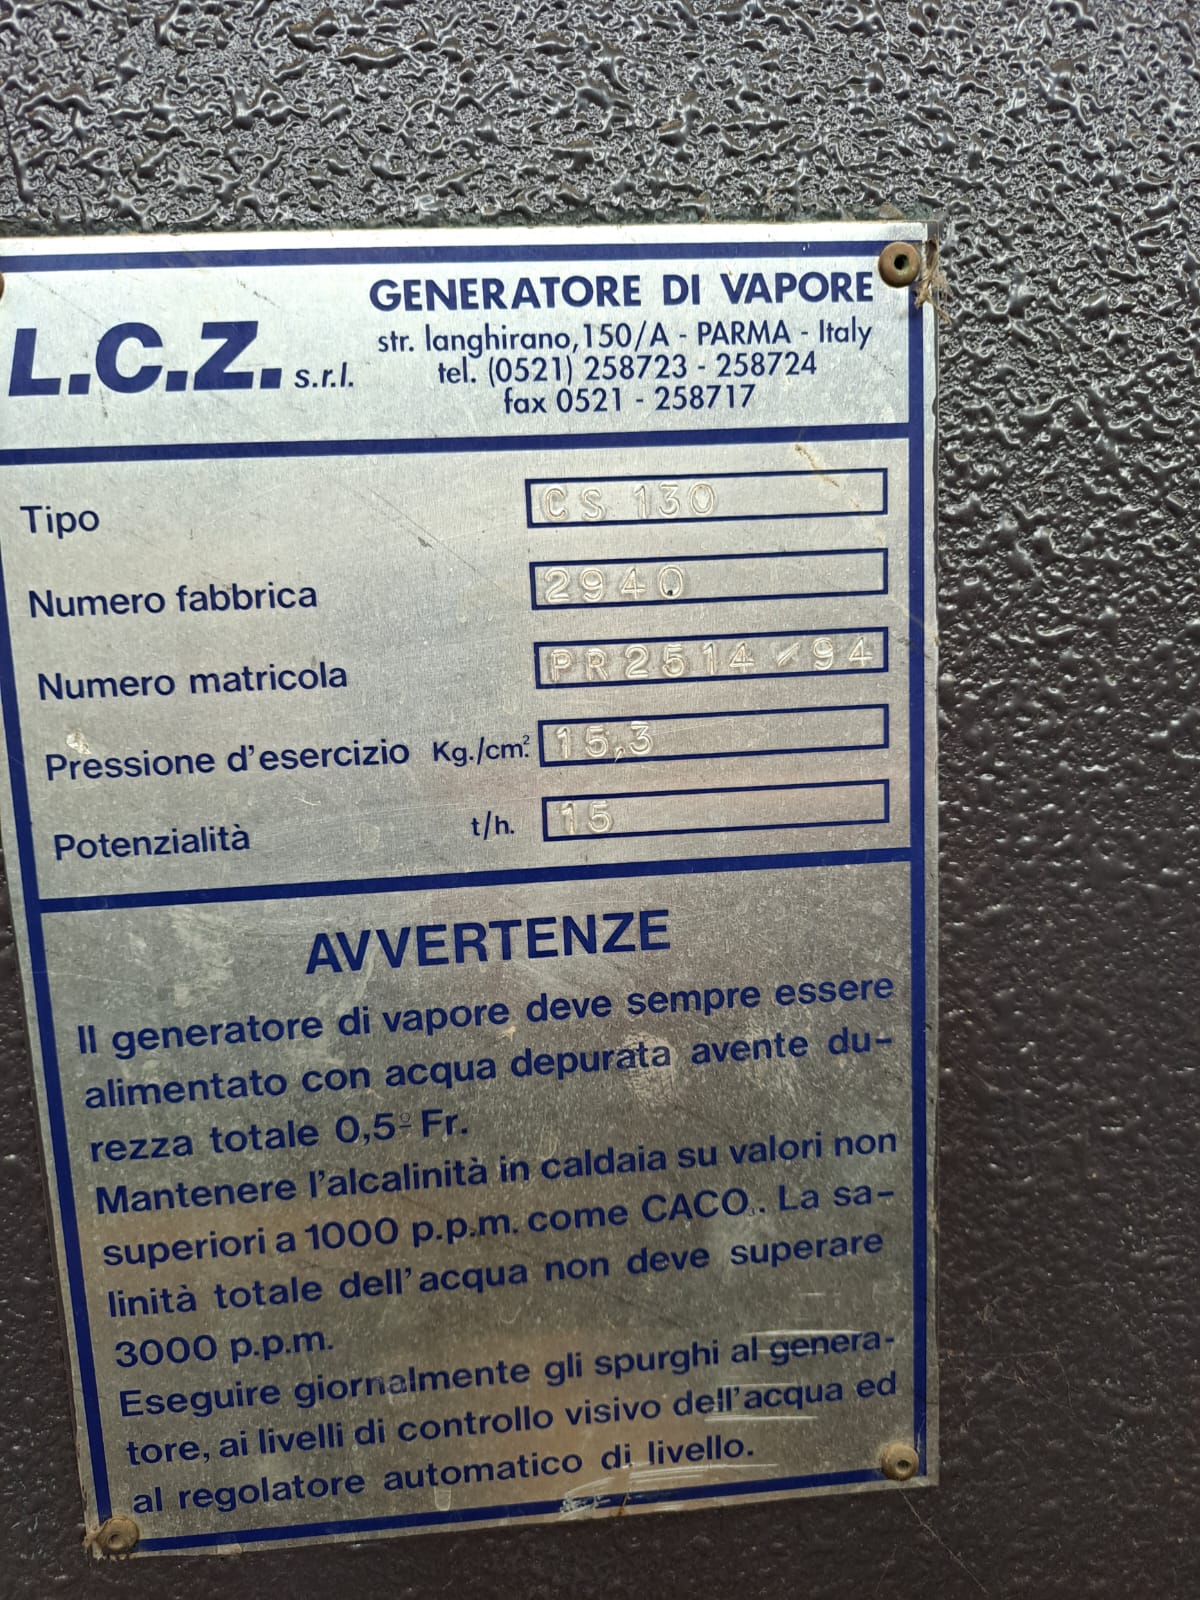 GENERATORE DI VAPORE
L.C.Z. s.r.l.
str. langhirano, 150/A - PARMA - Italy
tel. (0521) 258723 - 258724
fax 0521 - 258717
Tipo CS 130
Numero fabbrica 2940
Numero matricola PR2514/94
Pressione d'esercizio Kg./cm² 15,3
Potenzialità t/h. 15
AVVERTENZE
Il generatore di vapore deve sempre essere
alimentato con acqua depurata avente du-
rezza totale 0,5º Fr.
Mantenere l'alcalinità in caldaia su valori non
superiori a 1000 p.p.m. come CACO₃. La sa-
linità totale dell'acqua non deve superare
3000 p.p.m.
Eseguire giornalmente gli spurghi al genera-
tore, ai livelli di controllo visivo dell'acqua ed
al regolatore automatico di livello.